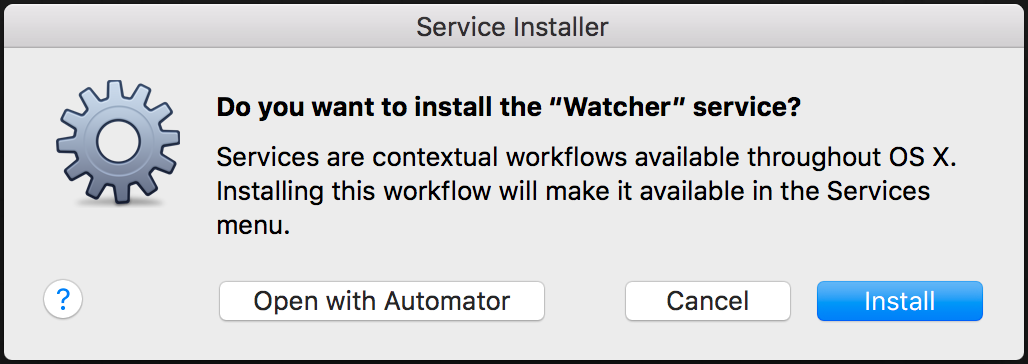 Service Installer
Do you want to install the “Watcher” service?
Services are contextual workflows available throughout OS X.
Installing this workflow will make it available in the Services
menu.
?
Open with Automator
Cancel
Install